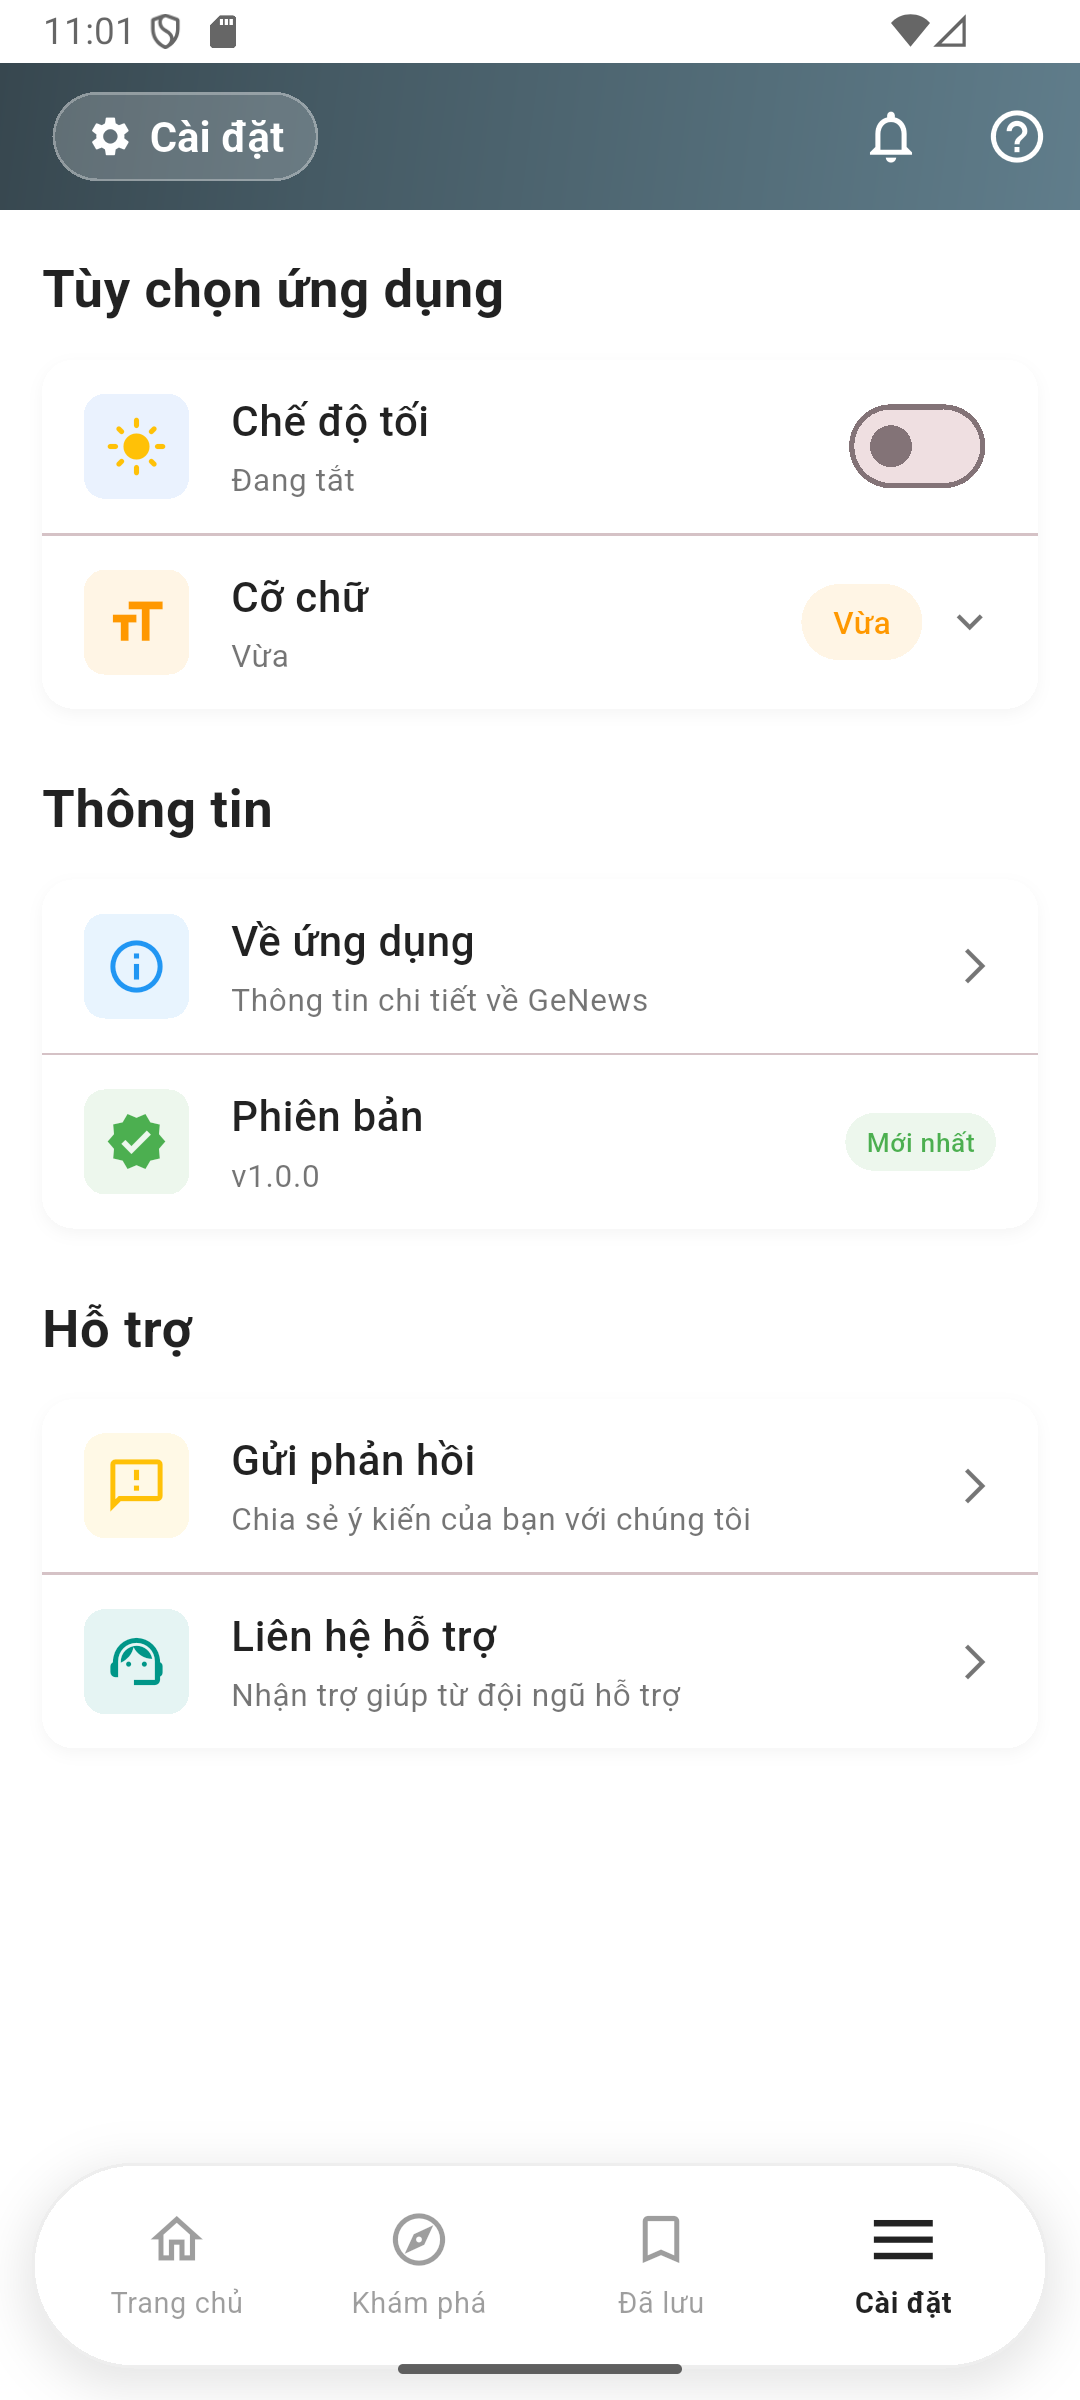 11:01
Cài đặt
Tùy chọn ứng dụng
Chế độ tối
Đang tắt
Cỡ chữ
Vừa
Vừa
Thông tin
Về ứng dụng
Thông tin chi tiết về GeNews
Phiên bản
v1.0.0
Mới nhất
Hỗ trợ
Gửi phản hồi
Chia sẻ ý kiến của bạn với chúng tôi
Liên hệ hỗ trợ
Nhận trợ giúp từ đội ngũ hỗ trợ
Trang chủ
Khám phá
Đã lưu
Cài đặt